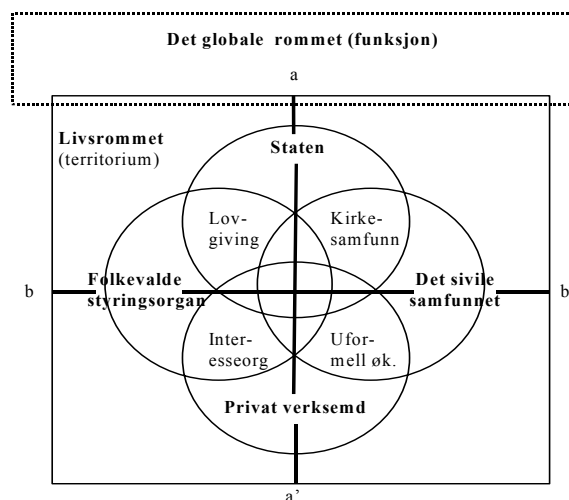 Det globale rommet (funksjon)
a
Livsrommet
(territorium)
Staten
Lov-
giving
Kirke-
samfunn
b
Folkevalde
styringsorgan
Det sivile
samfunnet
b
Inter-
esseorg
Ufor-
mell øk.
Privat verksemd
a’